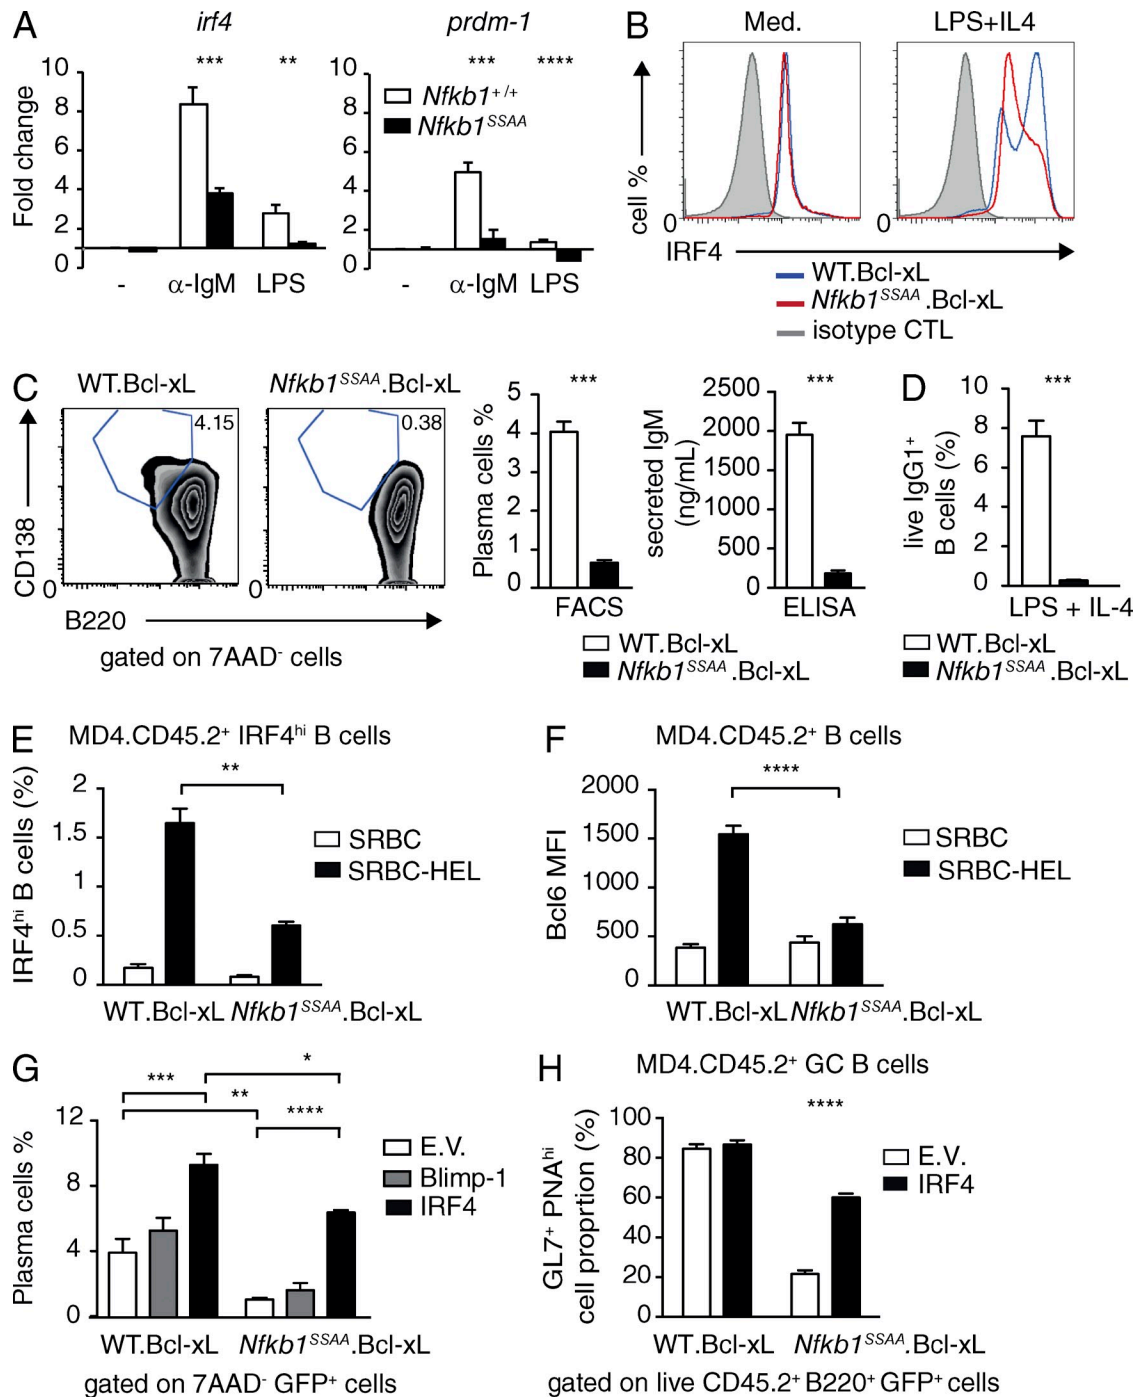 A
irf4
prdm-1
*** **
*** ****
Fold change
10
8
6
4
2
0
10
8
6
4
2
0
Nfkb1+/+
Nfkb1SSAA
- α-IgM LPS
- α-IgM LPS
B
Med.
LPS+IL4
cell %
0
0
IRF4
WT.Bcl-xL
Nfkb1SSAA.Bcl-xL
isotype CTL
C
WT.Bcl-xL
Nfkb1SSAA.Bcl-xL
4.15
0.38
CD138
0
0
B220
gated on 7AAD- cells
Plasma cells %
***
5
4
3
2
1
0
FACS
secreted IgM
(ng/mL)
***
2500
2000
1500
1000
500
0
ELISA
WT.Bcl-xL
Nfkb1SSAA.Bcl-xL
D
live IgG1+
B cells (%)
***
10
8
6
4
2
0
LPS + IL-4
WT.Bcl-xL
Nfkb1SSAA.Bcl-xL
E
MD4.CD45.2+ IRF4hi B cells
IRF4hi B cells (%)
**
2
1.5
1
0.5
0
SRBC
SRBC-HEL
WT.Bcl-xL Nfkb1SSAA.Bcl-xL
F
MD4.CD45.2+ B cells
Bcl6 MFI
****
2000
1500
1000
500
0
SRBC
SRBC-HEL
WT.Bcl-xL Nfkb1SSAA.Bcl-xL
G
*
*** **
****
Plasma cells %
12
8
4
0
E.V.
Blimp-1
IRF4
WT.Bcl-xL Nfkb1SSAA.Bcl-xL
gated on 7AAD- GFP+ cells
H
MD4.CD45.2+ GC B cells
****
GL7+ PNAhi
cell proprtion (%)
100
80
60
40
20
0
E.V.
IRF4
WT.Bcl-xL Nfkb1SSAA.Bcl-xL
gated on live CD45.2+ B220+ GFP+ cells